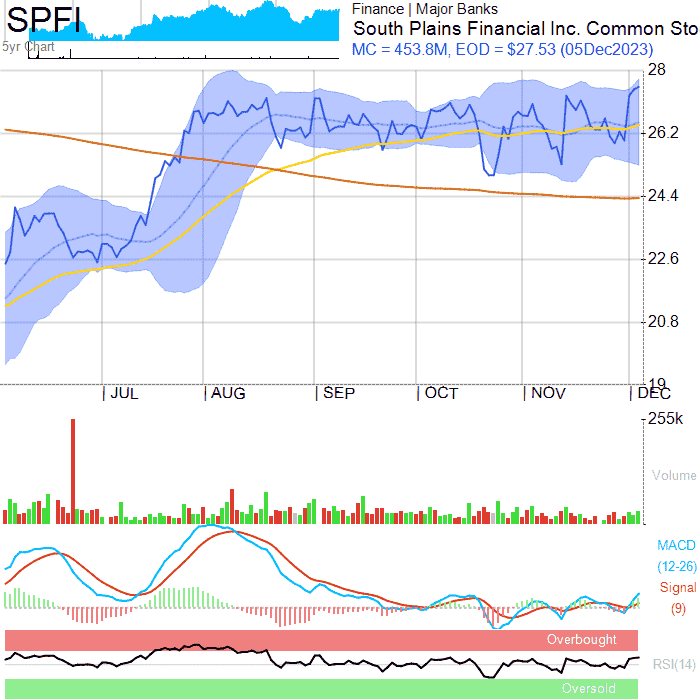 SPFI
5yr Chart
Finance | Major Banks
South Plains Financial Inc. Common Sto
MC = 453.8M, EOD = $27.53 (05Dec2023)
28
26.2
24.4
22.6
20.8
19
JUL
AUG
SEP
OCT
NOV
DEC
255k
Volume
MACD
(12-26)
Signal
(9)
Overbought
RSI(14)
Oversold